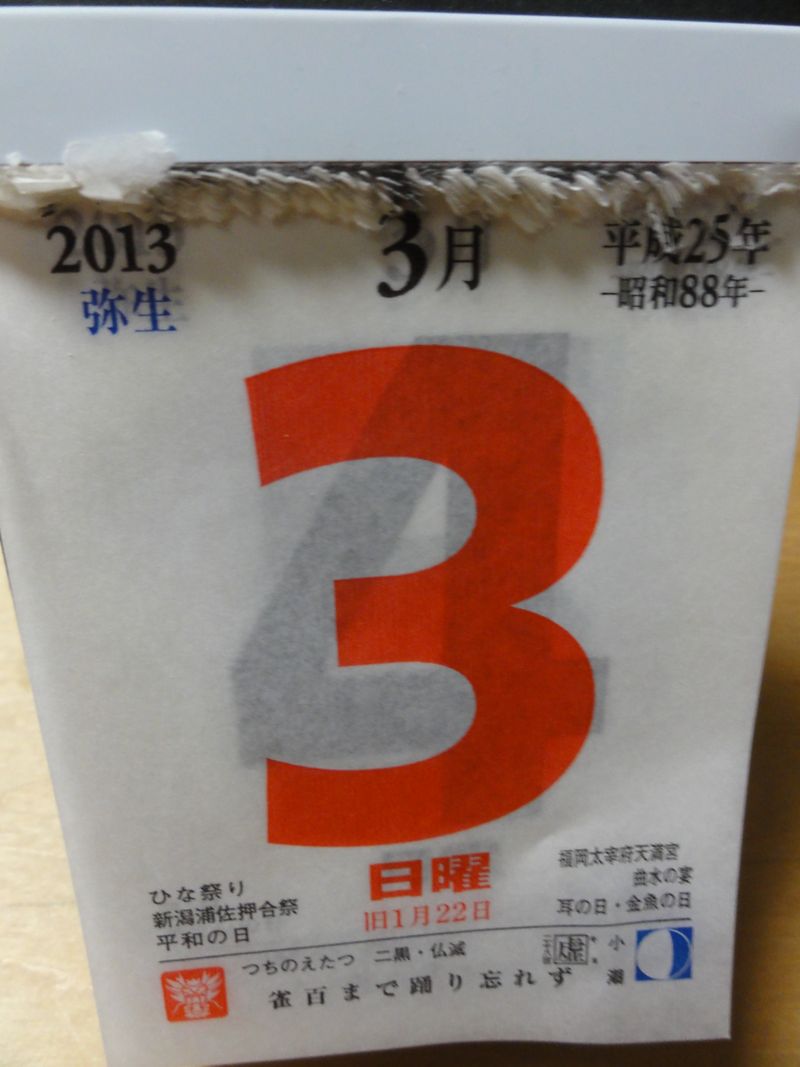 2013
3月
平成25年
弥生
—昭和88年—
3
日曜
旧1月22日
ひな祭り
新潟浦佐押合祭
平和の日
福岡太宰府天満宮
曲水の宴
耳の日・金魚の日
つちのえたつ 二黒・仏滅
虚
小潮
雀百まで踊り忘れず